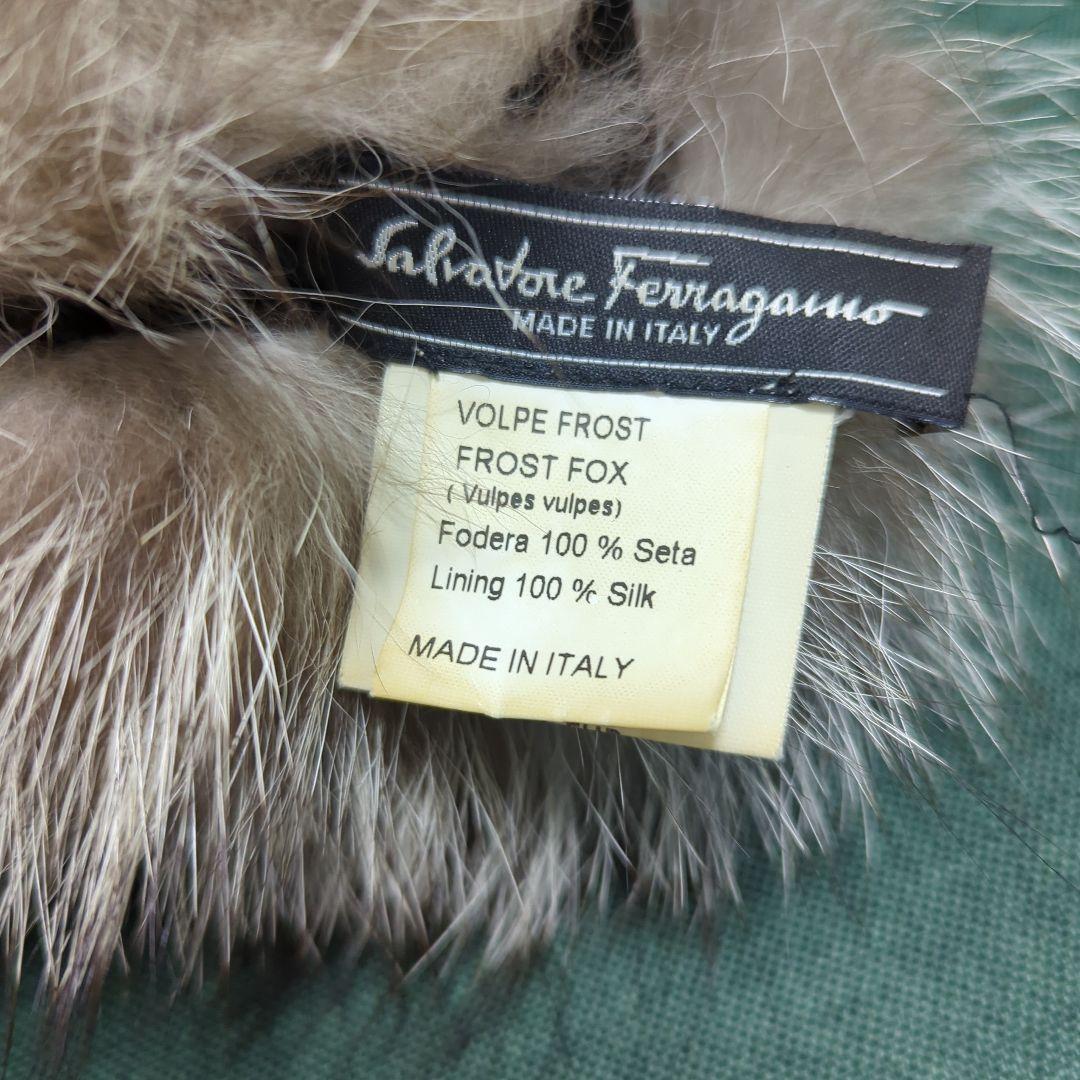 Salvatore Ferragamo
MADE IN ITALY
VOLPE FROST
FROST FOX
( Vulpes vulpes)
Fodera 100 % Seta
Lining 100 % Silk
MADE IN ITALY